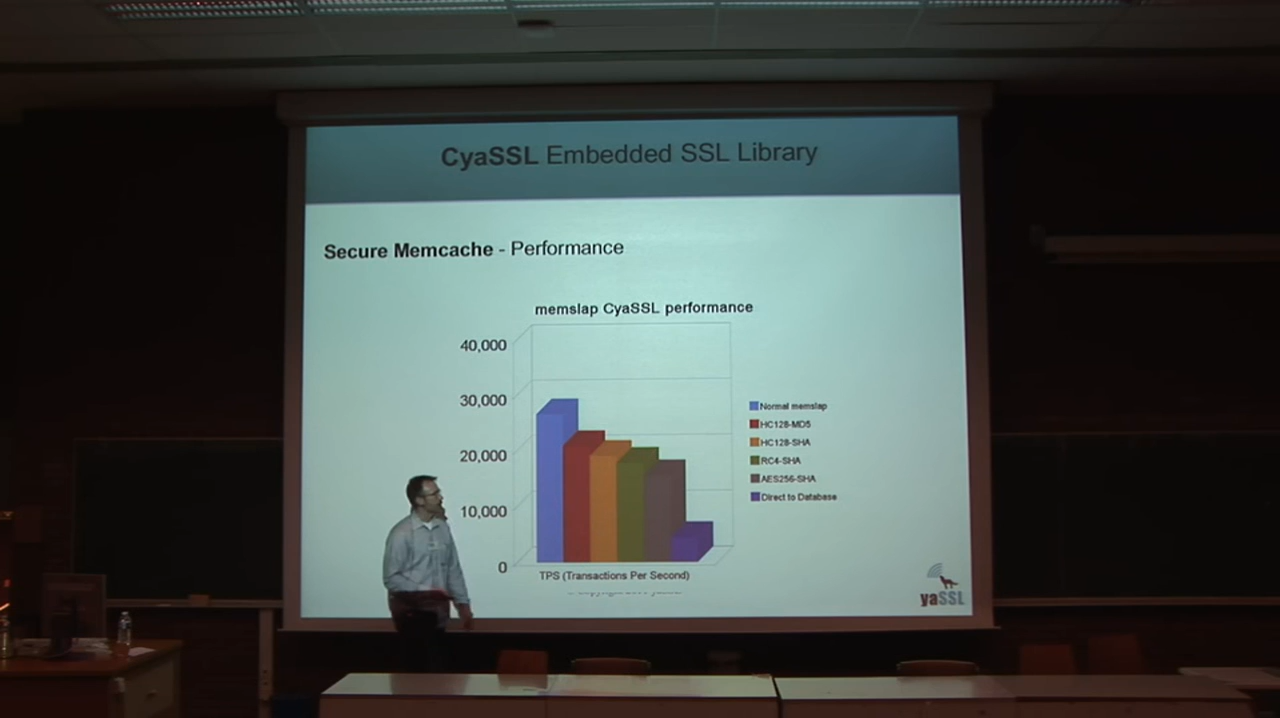 CyaSSL Embedded SSL Library
Secure Memcache - Performance
memslap CyaSSL performance
40,000
30,000
20,000
10,000
0
Normal memslap
HC128-MD5
HC128-SHA
RC4-SHA
AES256-SHA
Direct to Database
TPS (Transactions Per Second)
yaSSL